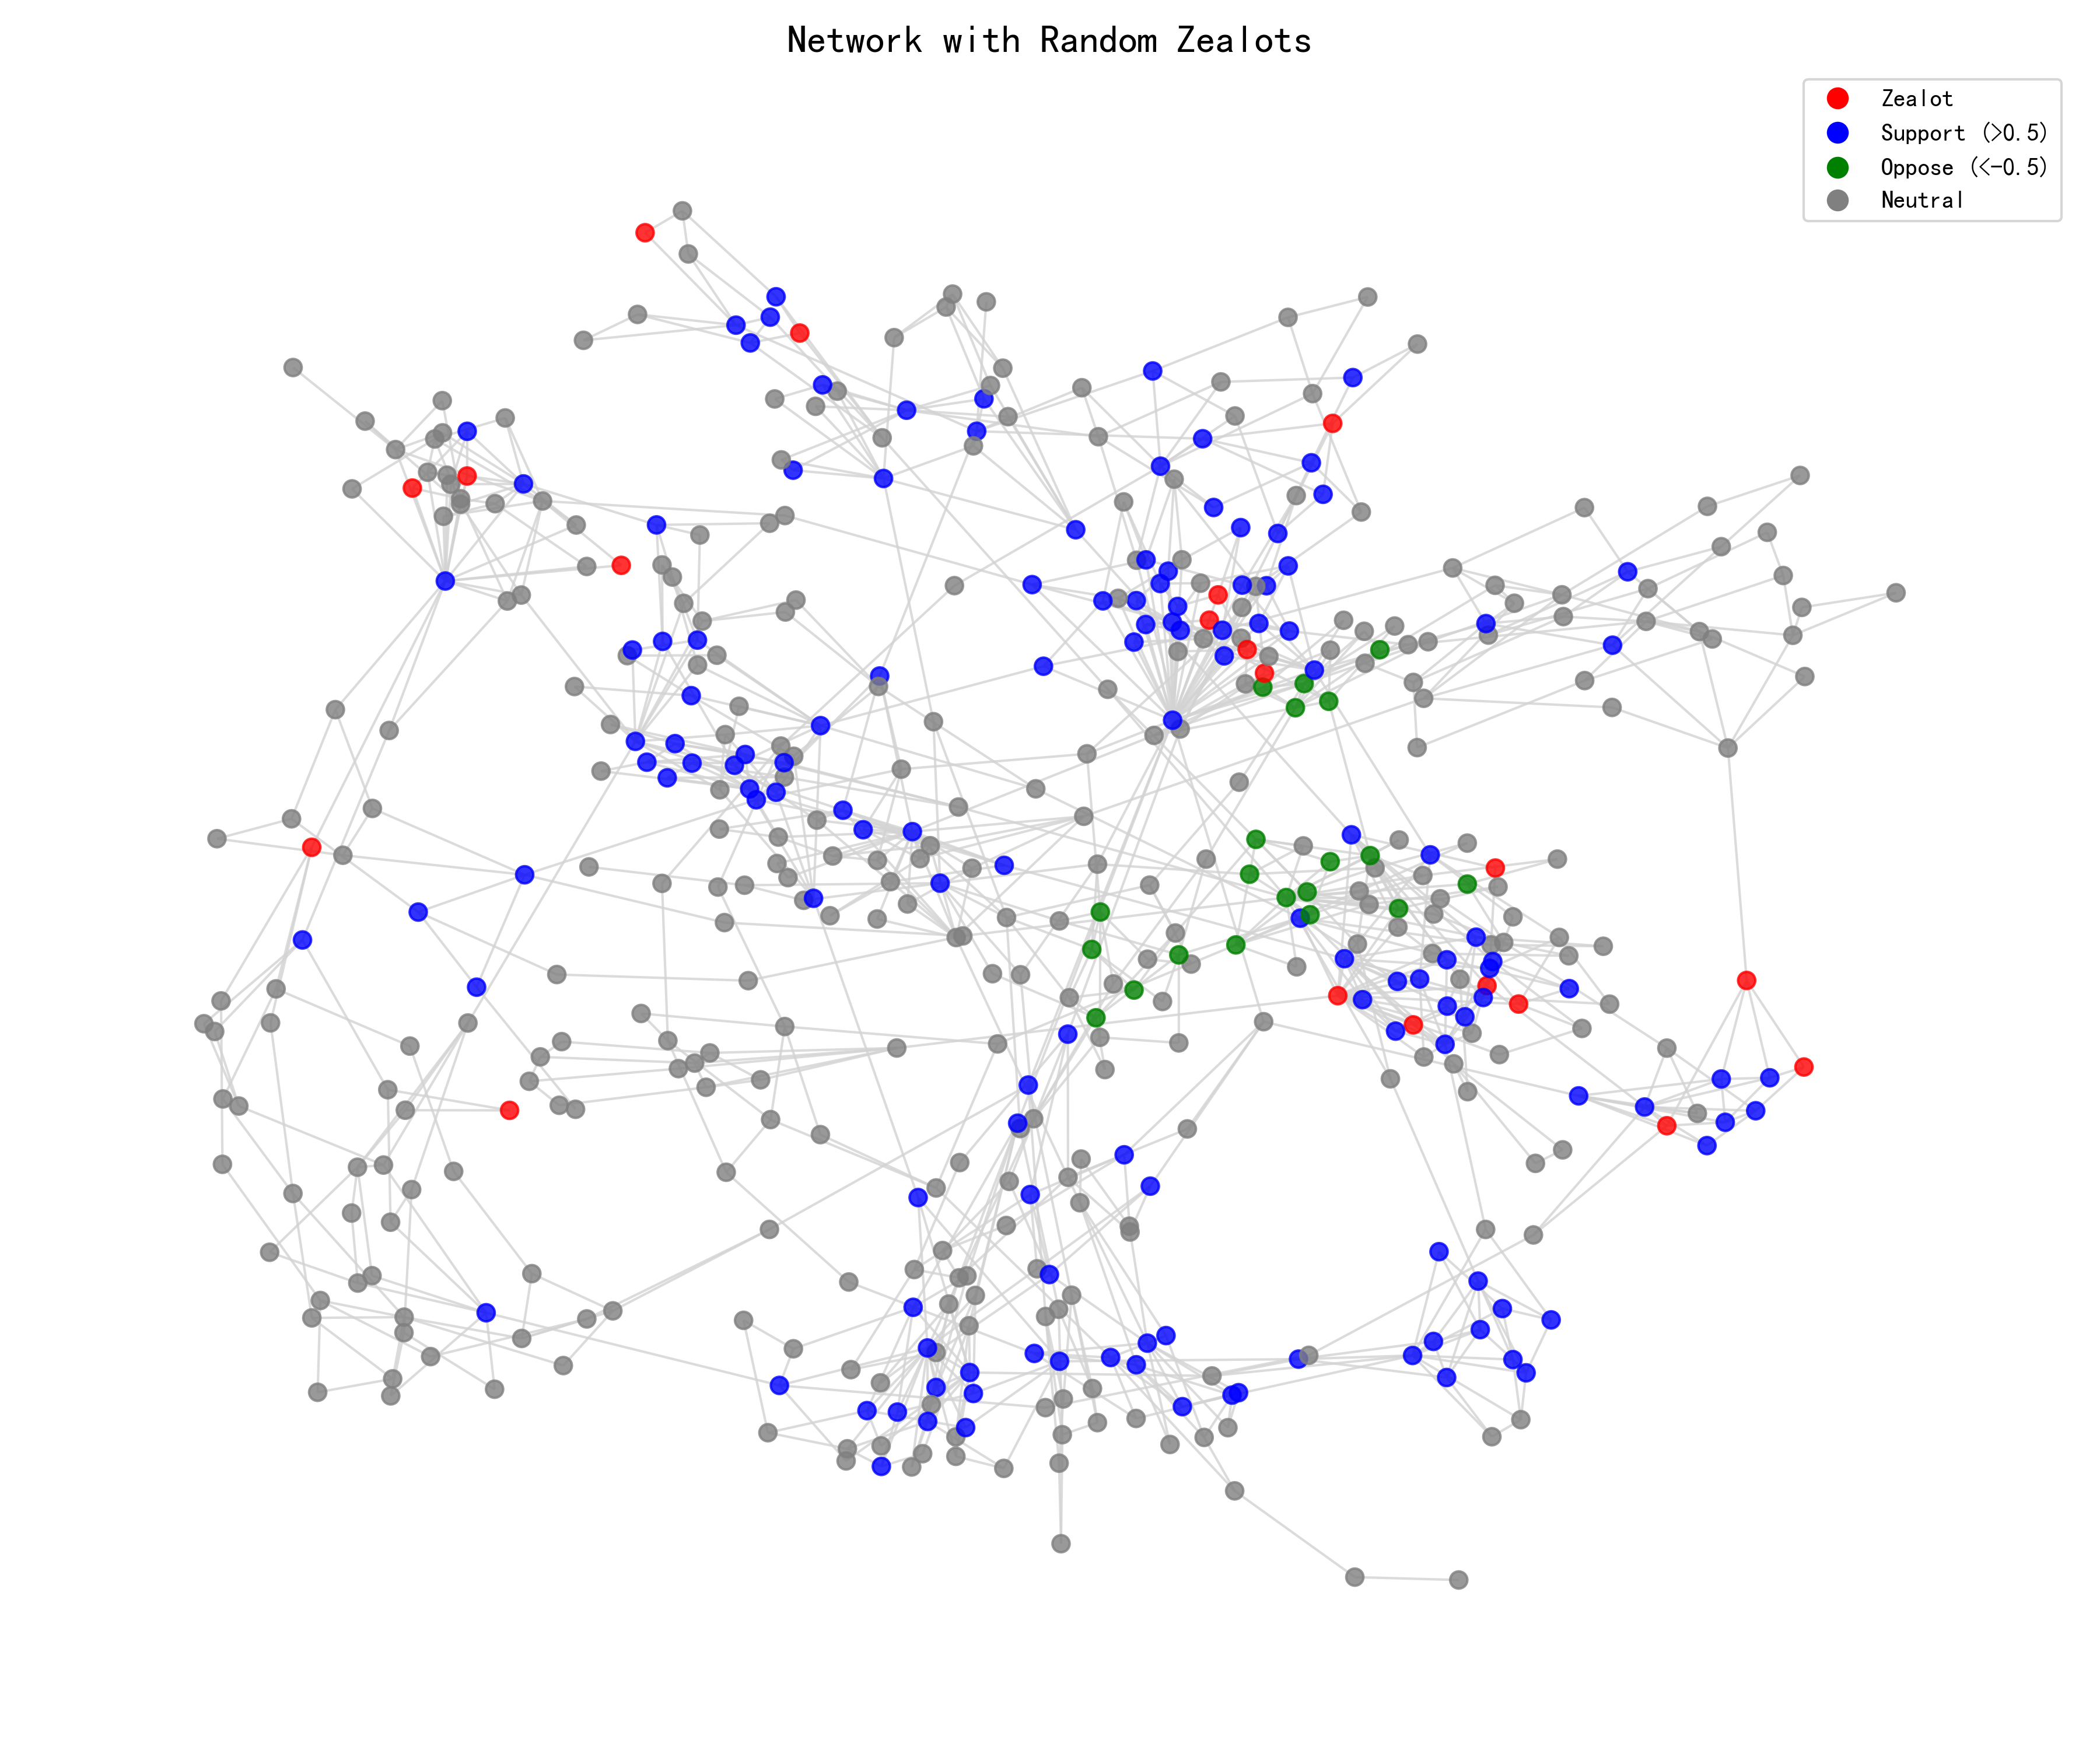 Network with Random Zealots
Zealot
Support (>0.5)
Oppose (<-0.5)
Neutral